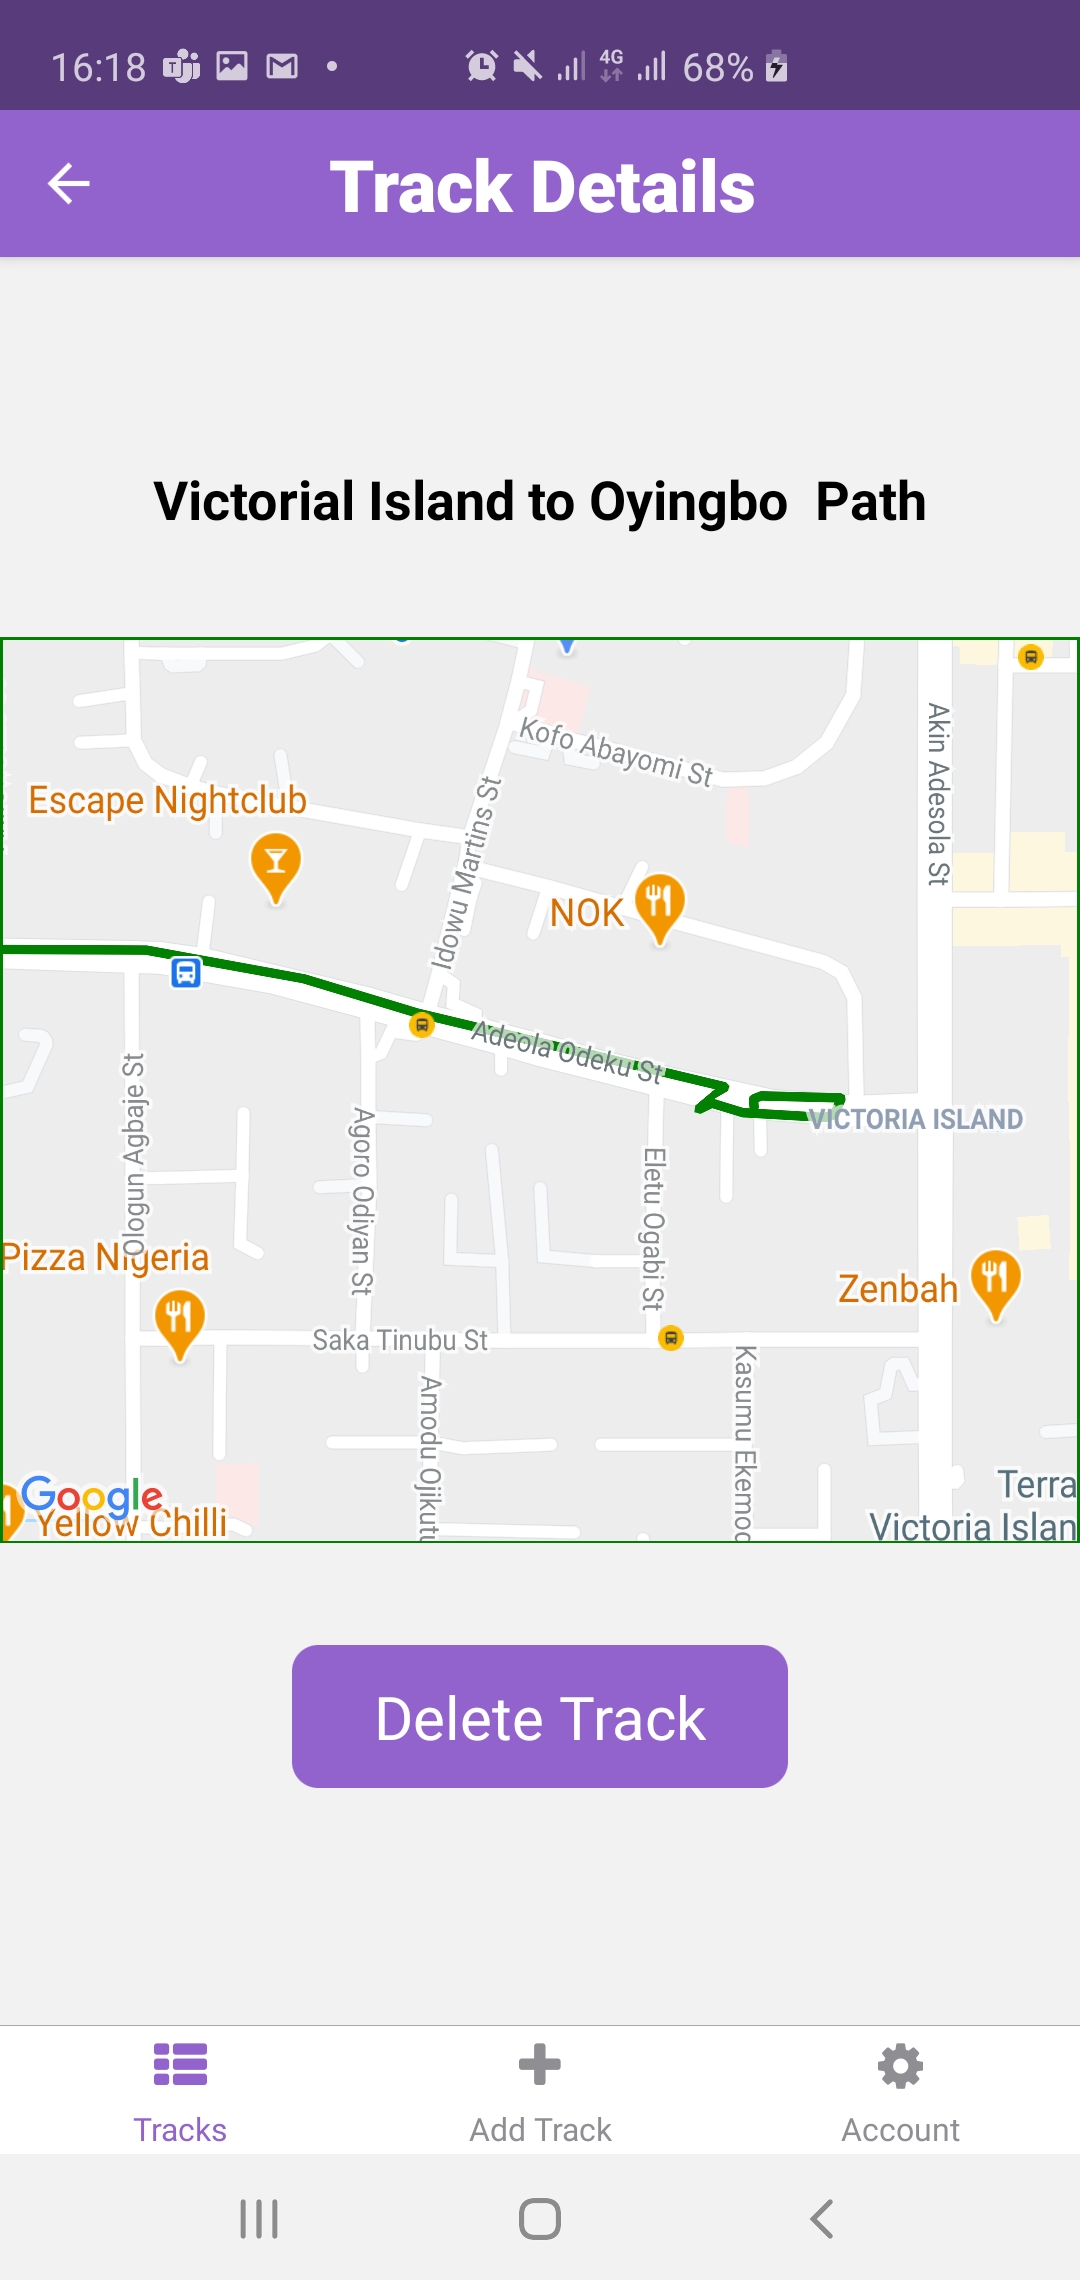 16:18 4G 68%
Track Details
Victorial Island to Oyingbo  Path
Kofo Abayomi St
Akin Adesola St
Escape Nightclub
Idowu Martins St
NOK
Adeola Odeku St
VICTORIA ISLAND
Ologun Agbaje St
Agoro Odiyan St
Eletu Ogabi St
Pizza Nigeria
Zenbah
Saka Tinubu St
Kasumu Ekemod
Amodu Ojikutu
Terra
Victoria Islan
Google
Yellow Chilli
Delete Track
Tracks
Add Track
Account